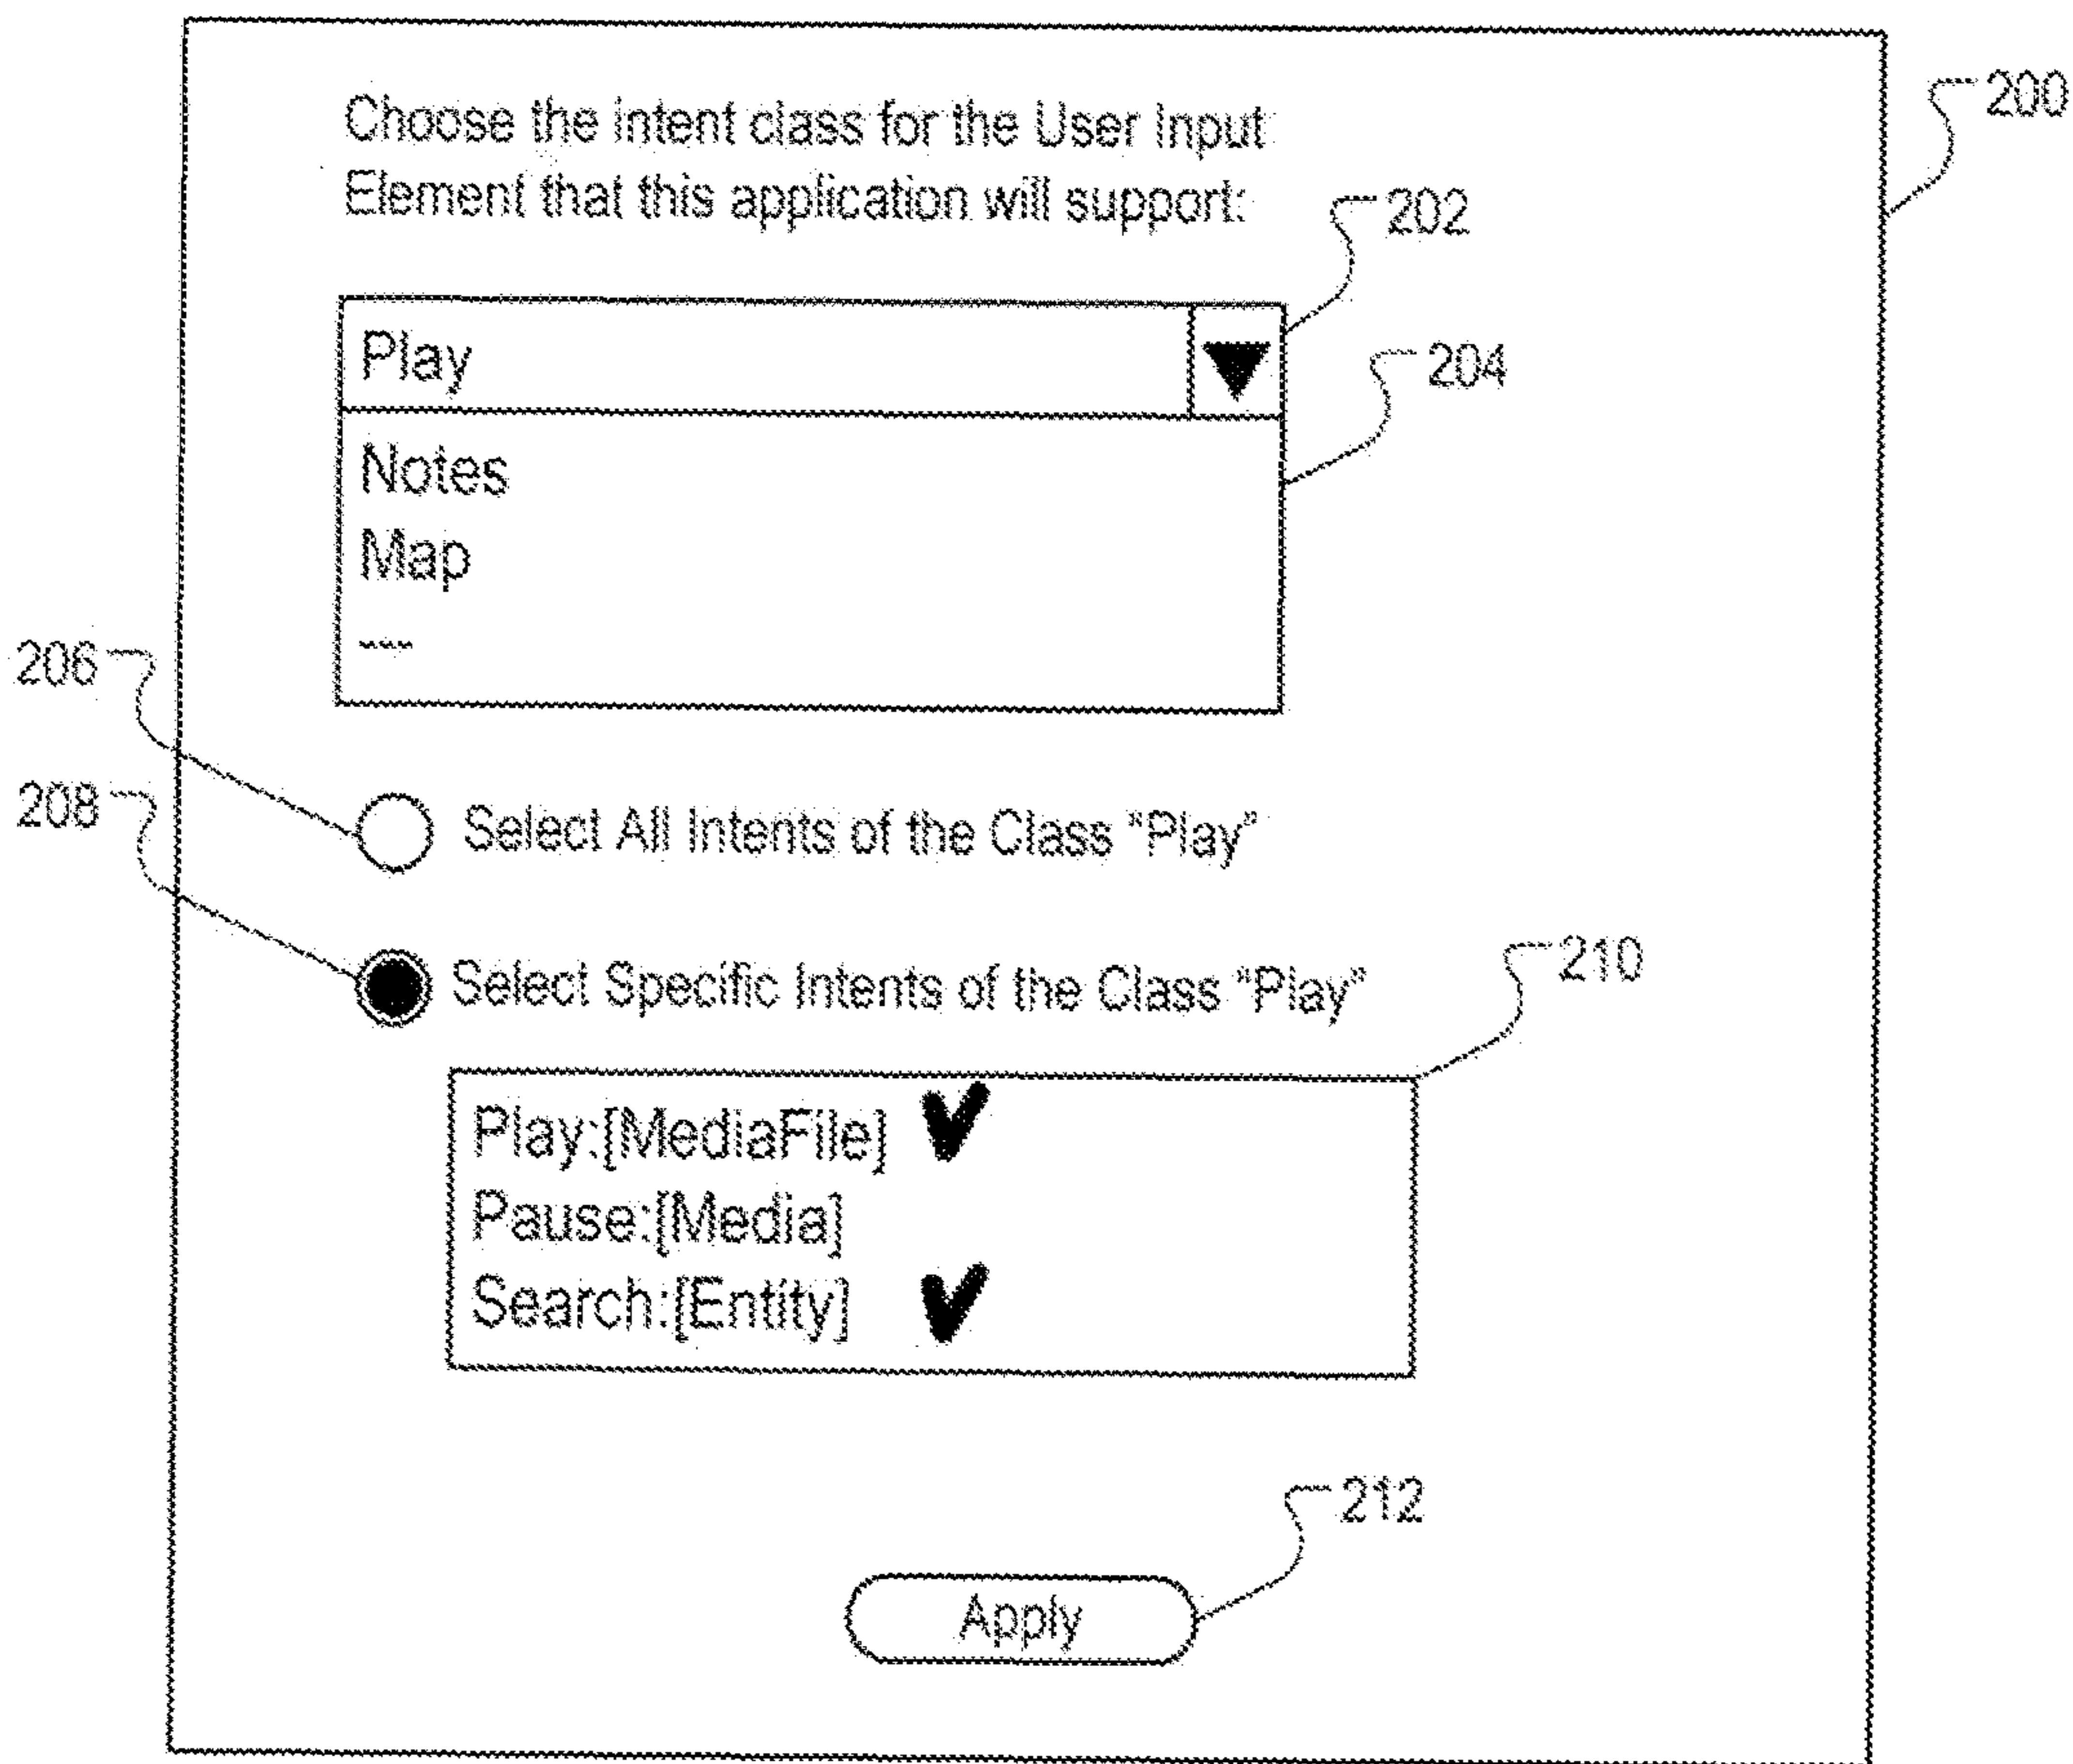 200
Choose the intent class for the User Input
Element that this application will support:
202
Play
204
Notes
Map
---
206
Select All Intents of the Class "Play"
208
Select Specific Intents of the Class "Play"
210
Play:[MediaFile]
Pause:[Media]
Search:[Entity]
212
Apply